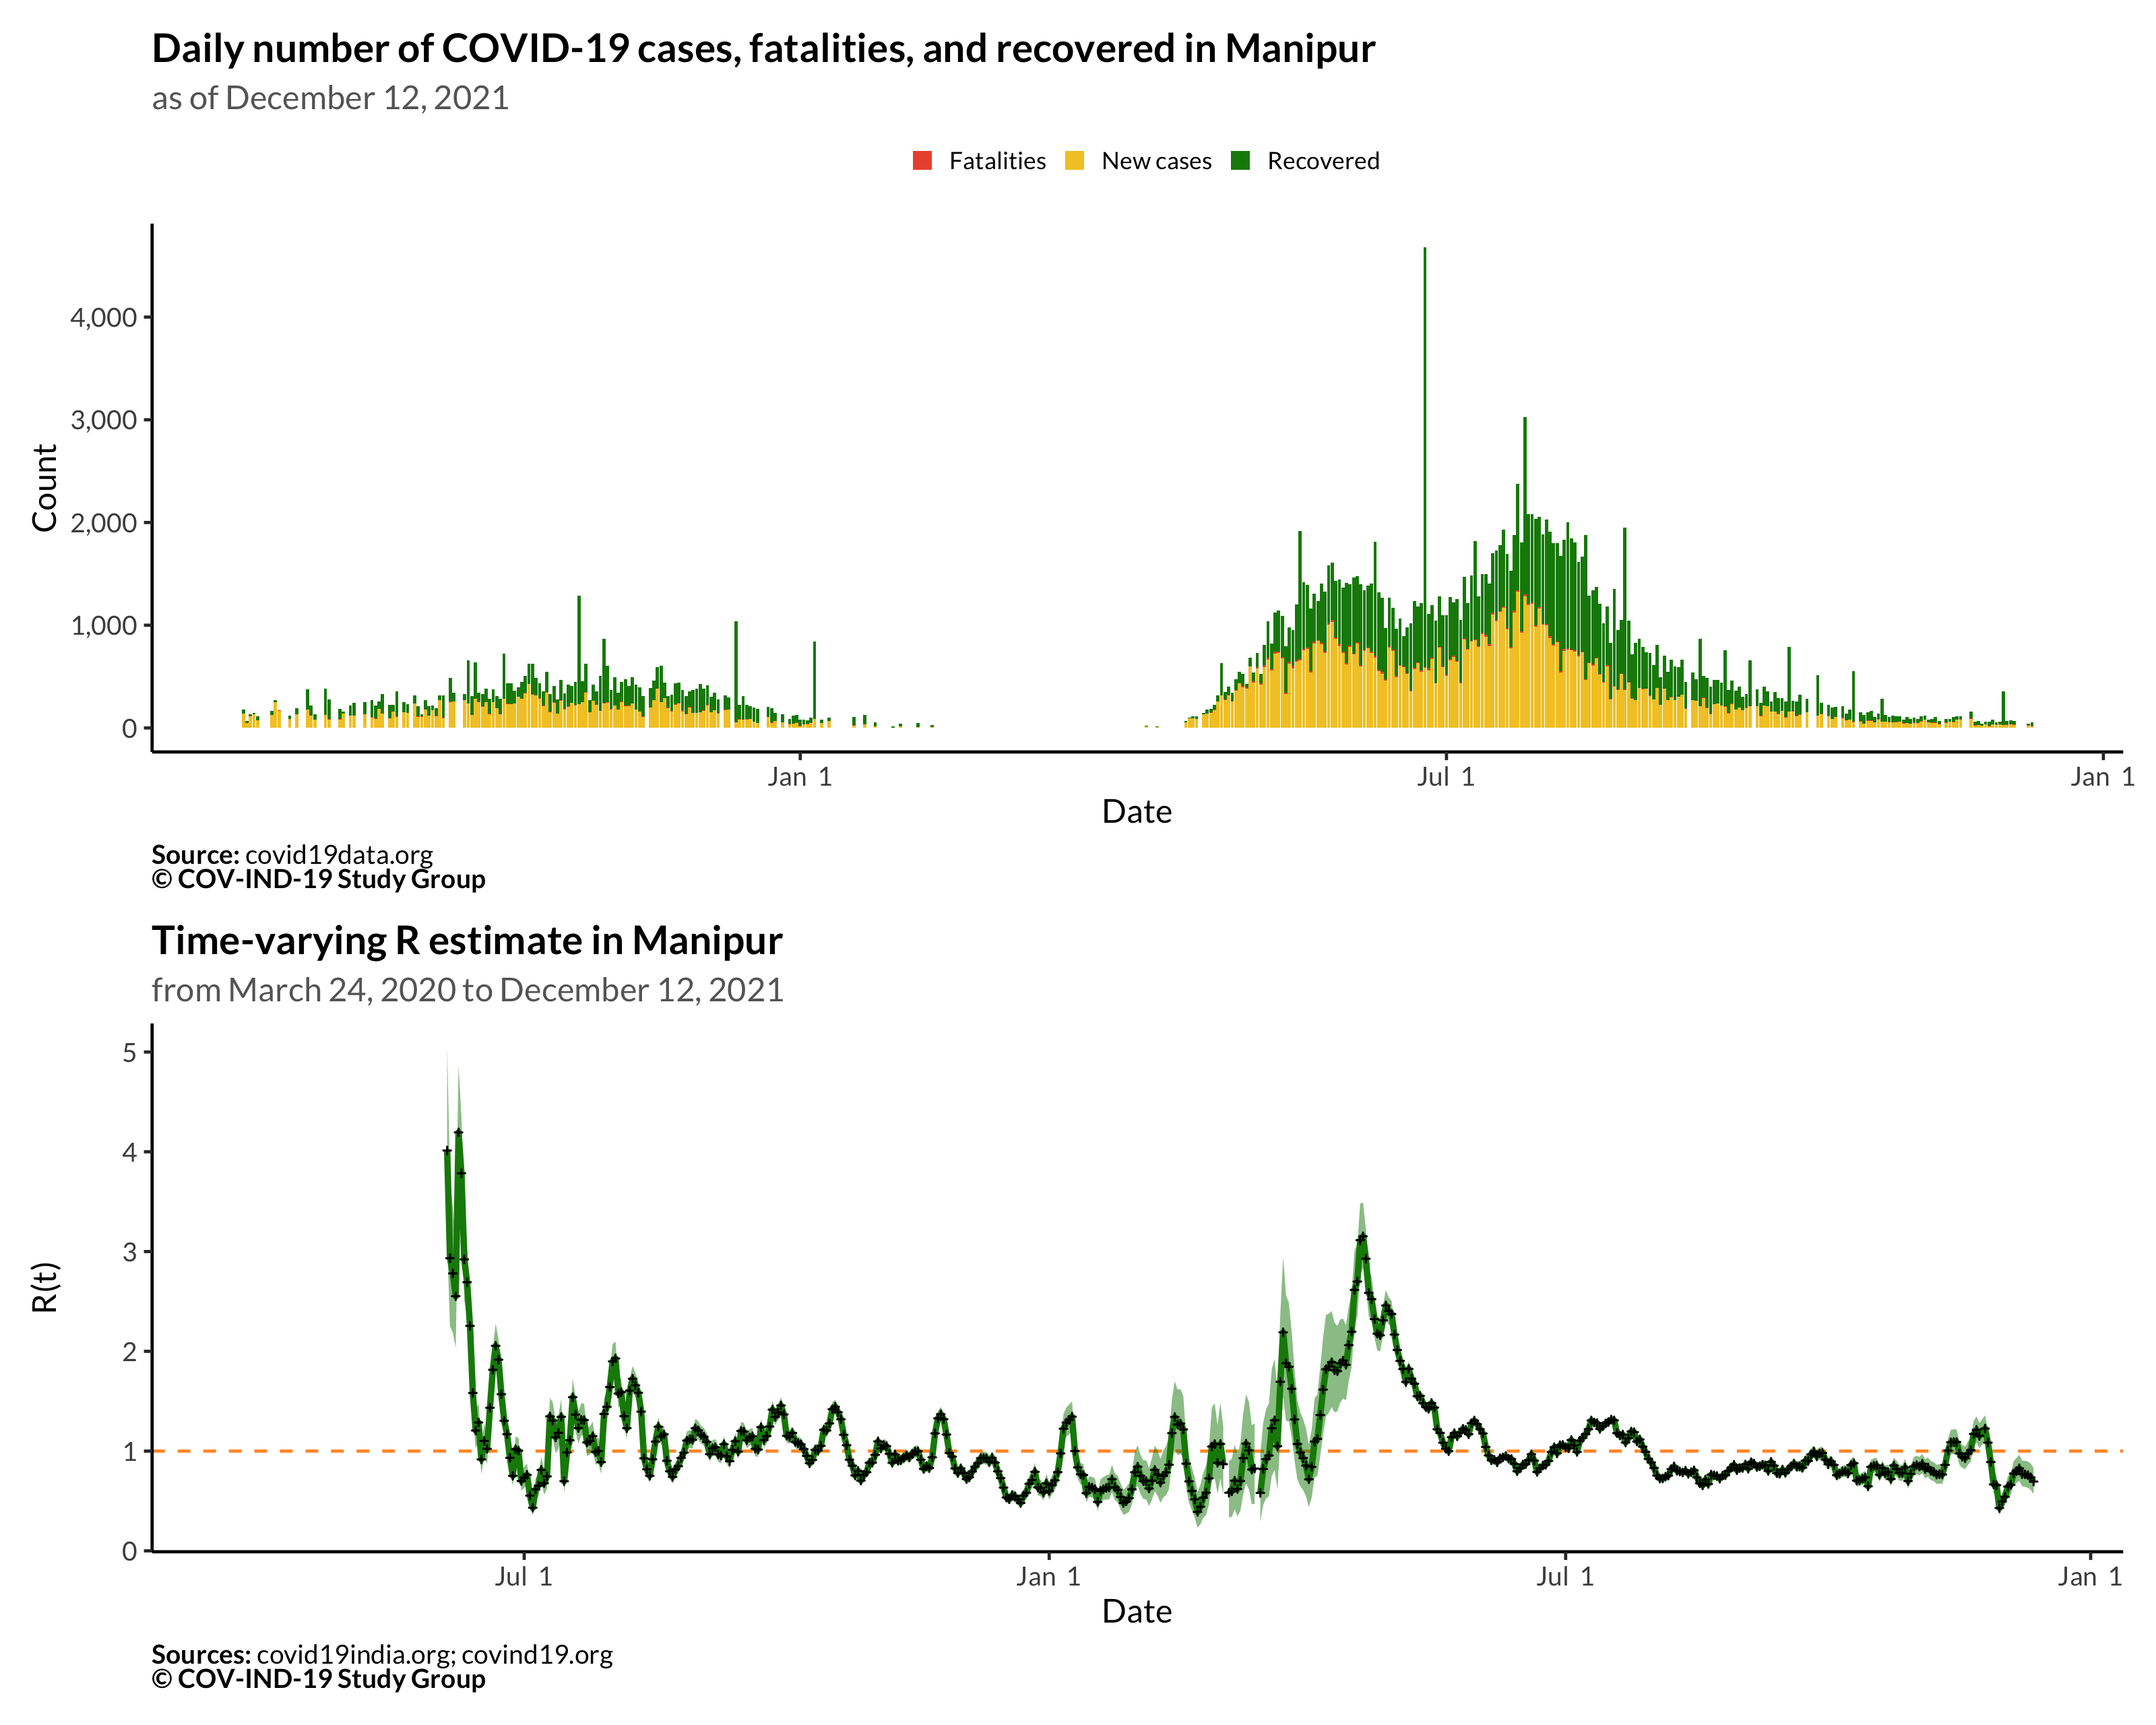 Daily number of COVID-19 cases, fatalities, and recovered in Manipur
as of December 12, 2021
Fatalities New cases Recovered
4,000
3,000
2,000
1,000
0
Count
Jan 1 Jul 1 Jan 1
Date
Source: covid19data.org
© COV-IND-19 Study Group
Time-varying R estimate in Manipur
from March 24, 2020 to December 12, 2021
5
4
3
2
1
0
R(t)
Jul 1 Jan 1 Jul 1 Jan 1
Date
Sources: covid19india.org; covind19.org
© COV-IND-19 Study Group